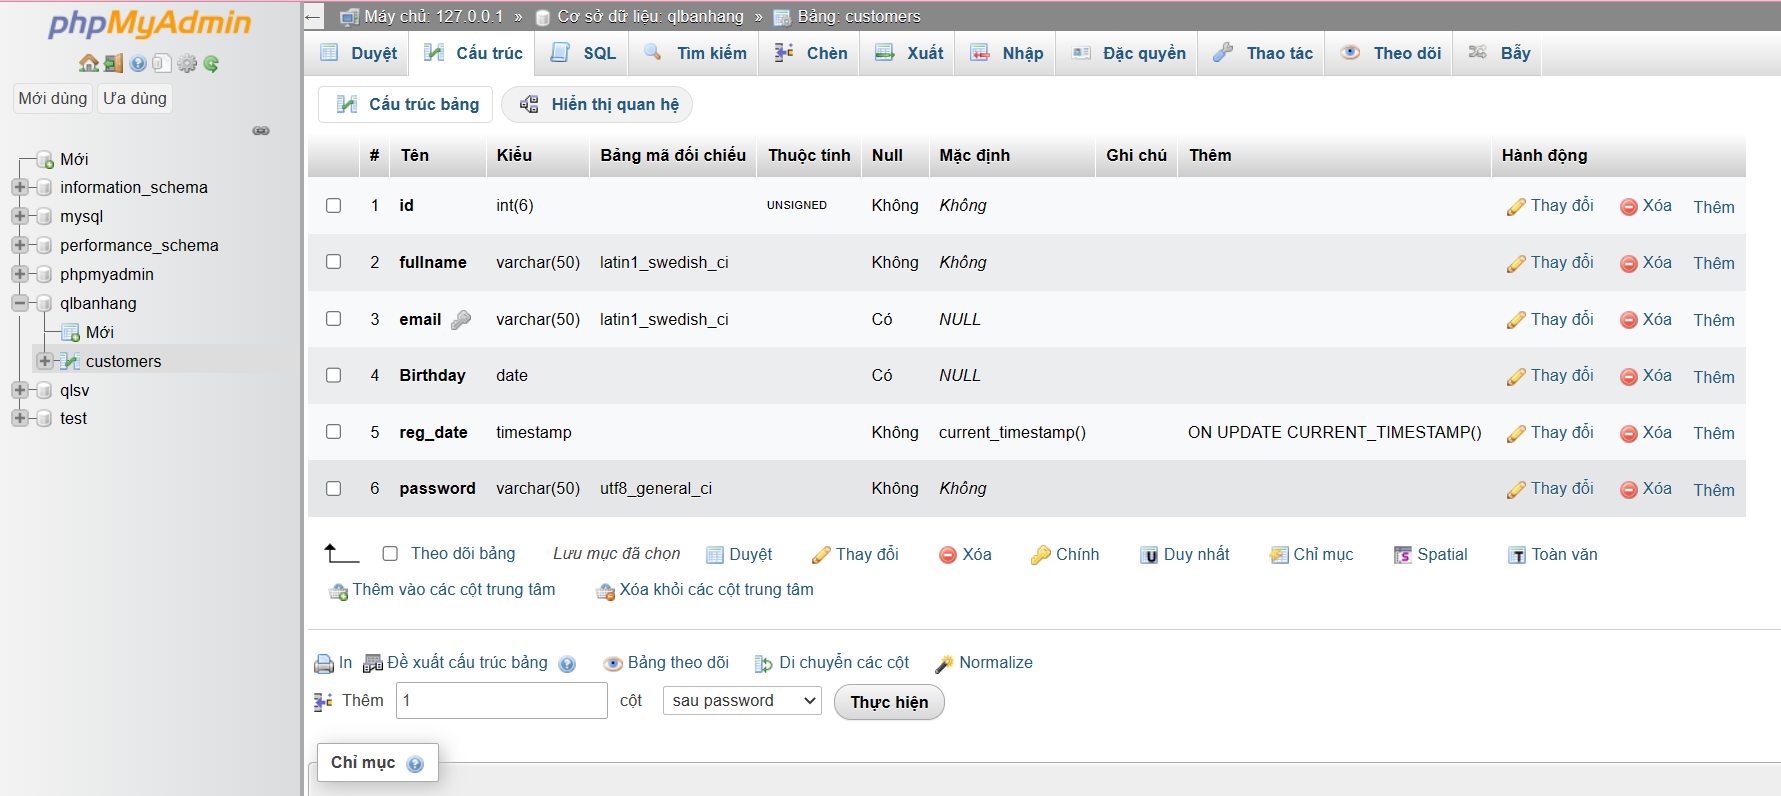 phpMyAdmin
Mới dùng Ưa dùng
Mới
information_schema
mysql
performance_schema
phpmyadmin
qlbanhang
Mới
customers
qlsv
test
Máy chủ: 127.0.0.1 » Cơ sở dữ liệu: qlbanhang » Bảng: customers
Duyệt Cấu trúc SQL Tìm kiếm Chèn Xuất Nhập Đặc quyền Thao tác Theo dõi Bẫy
Cấu trúc bảng Hiển thị quan hệ
# Tên Kiểu Bảng mã đối chiếu Thuộc tính Null Mặc định Ghi chú Thêm Hành động
1 id int(6) UNSIGNED Không Không Thay đổi Xóa Thêm
2 fullname varchar(50) latin1_swedish_ci Không Không Thay đổi Xóa Thêm
3 email varchar(50) latin1_swedish_ci Có NULL Thay đổi Xóa Thêm
4 Birthday date Có NULL Thay đổi Xóa Thêm
5 reg_date timestamp Không current_timestamp() ON UPDATE CURRENT_TIMESTAMP() Thay đổi Xóa Thêm
6 password varchar(50) utf8_general_ci Không Không Thay đổi Xóa Thêm
Theo dõi bảng Lưu mục đã chọn Duyệt Thay đổi Xóa Chính Duy nhất Chỉ mục Spatial Toàn văn
Thêm vào các cột trung tâm Xóa khỏi các cột trung tâm
In Đề xuất cấu trúc bảng Bảng theo dõi Di chuyển các cột Normalize
Thêm 1 cột sau password Thực hiện
Chỉ mục